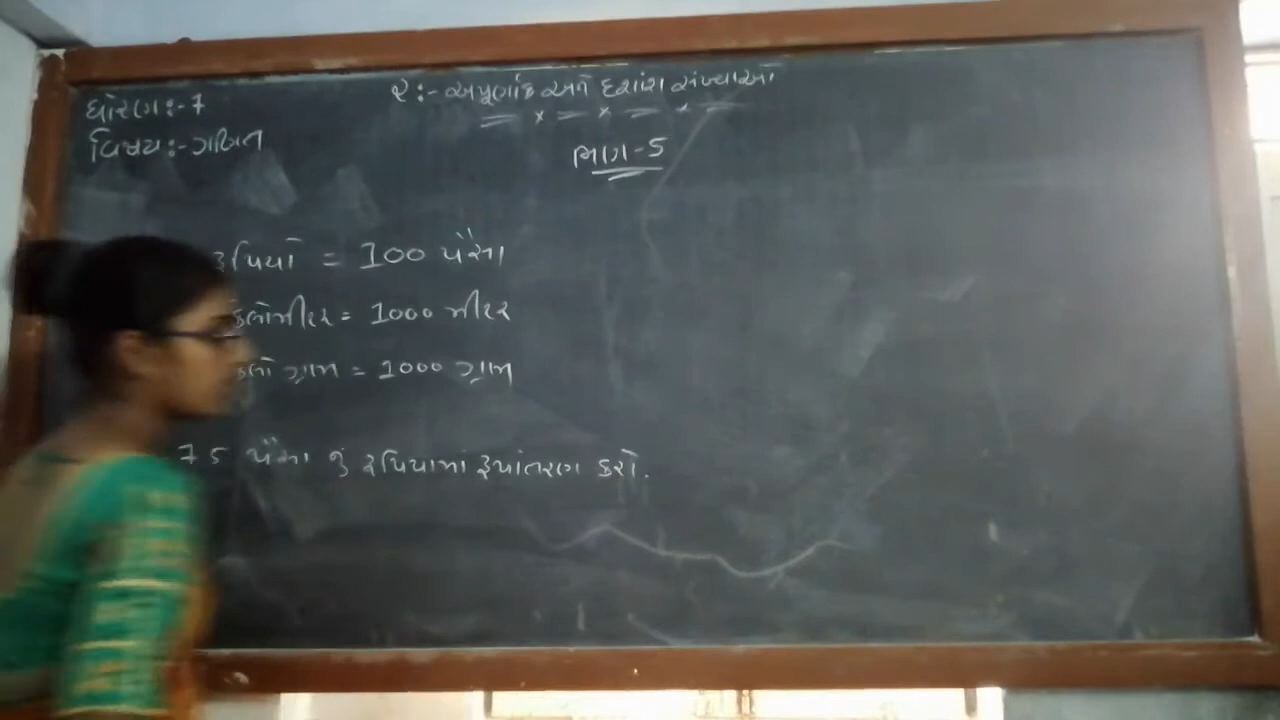 ધોરણ:-7
વિષય:-ગણિત
૨:- અપૂર્ણાંક અને દશાંશ સંખ્યાઓ
ભાગ-5
રૂપિયો = 100 પૈસા
કિલોમીટર = 1000 મીટર
કિલોગ્રામ = 1000 ગ્રામ
75 પૈસા નું રૂપિયામાં રૂપાંતરણ કરો.